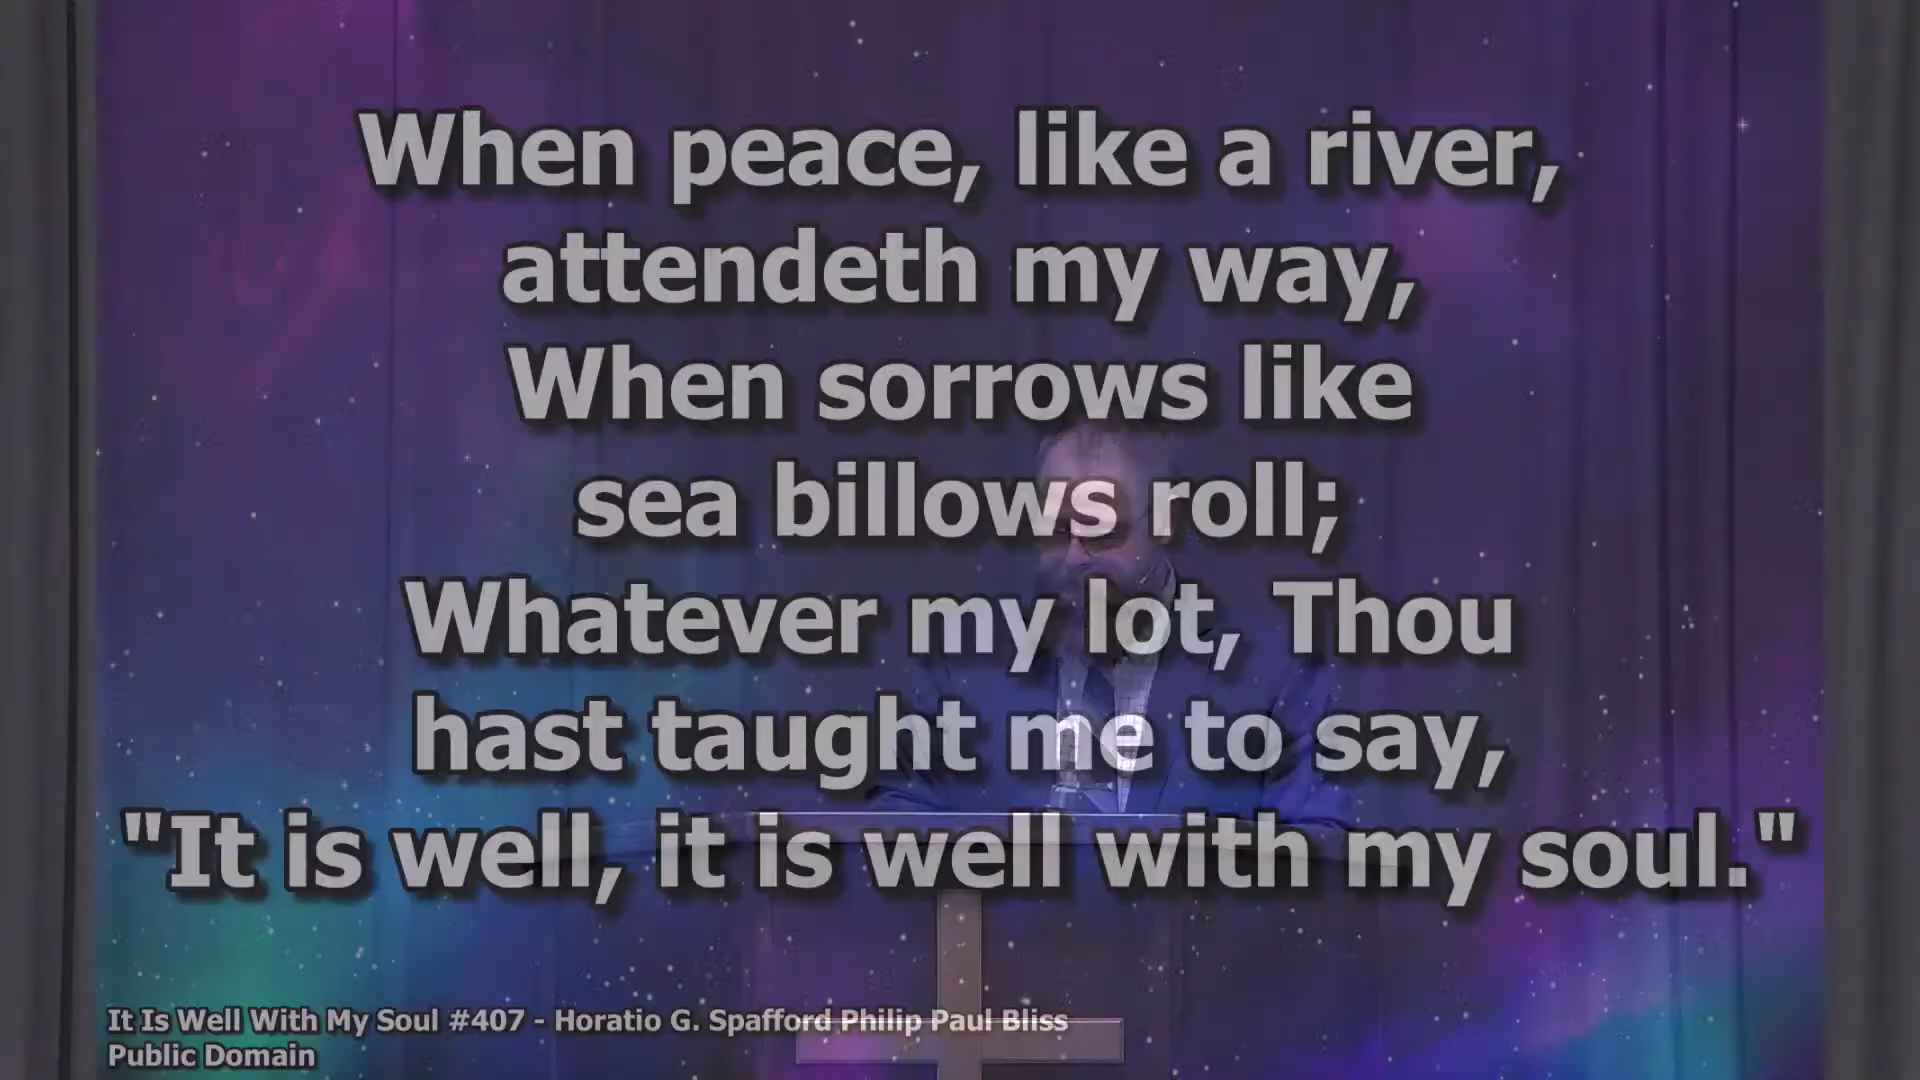 When peace, like a river,
attendeth my way,
When sorrows like
sea billows roll;
Whatever my lot, Thou
hast taught me to say,
"It is well, it is well with my soul."
It Is Well With My Soul #407 - Horatio G. Spafford Philip Paul Bliss
Public Domain